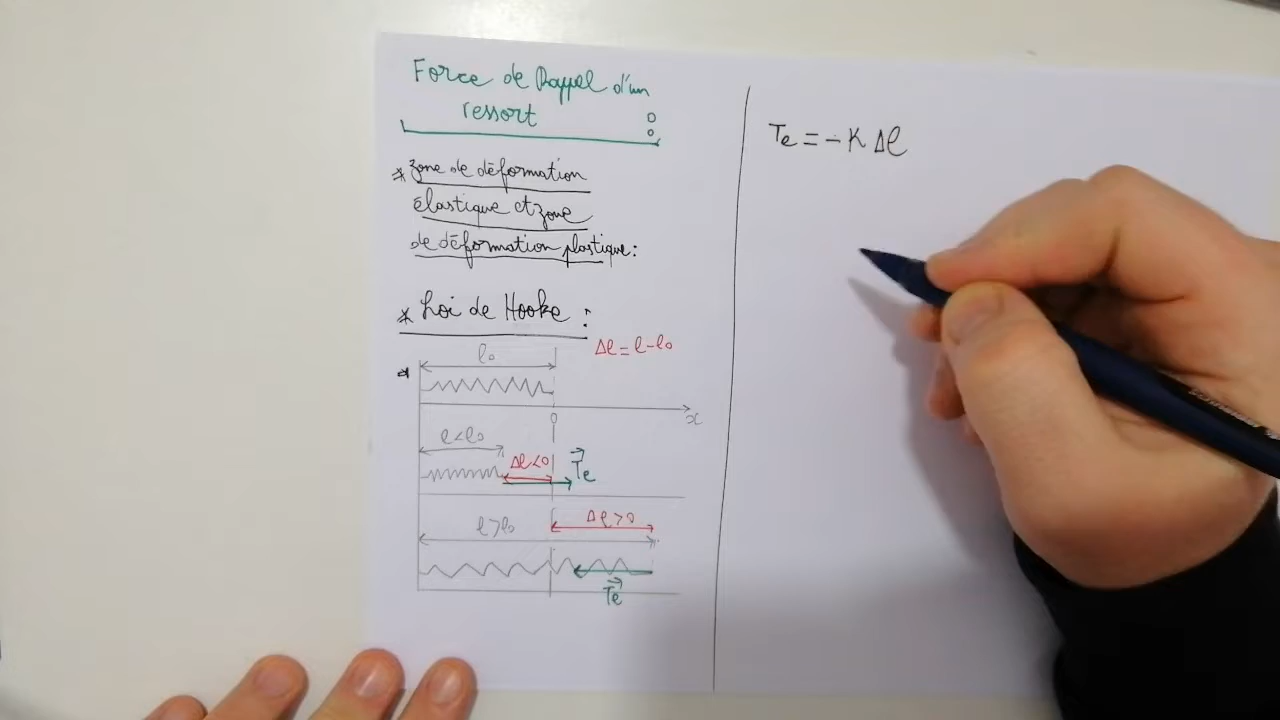 Force de Rappel d'un
ressort :
* zone de déformation
élastique et zone
de déformation plastique :
* Loi de Hooke :
Δl = l - l₀
l₀
0
x
l < l₀
Δl < 0
Te
l > l₀
Δl > 0
Te
Te = - K Δl